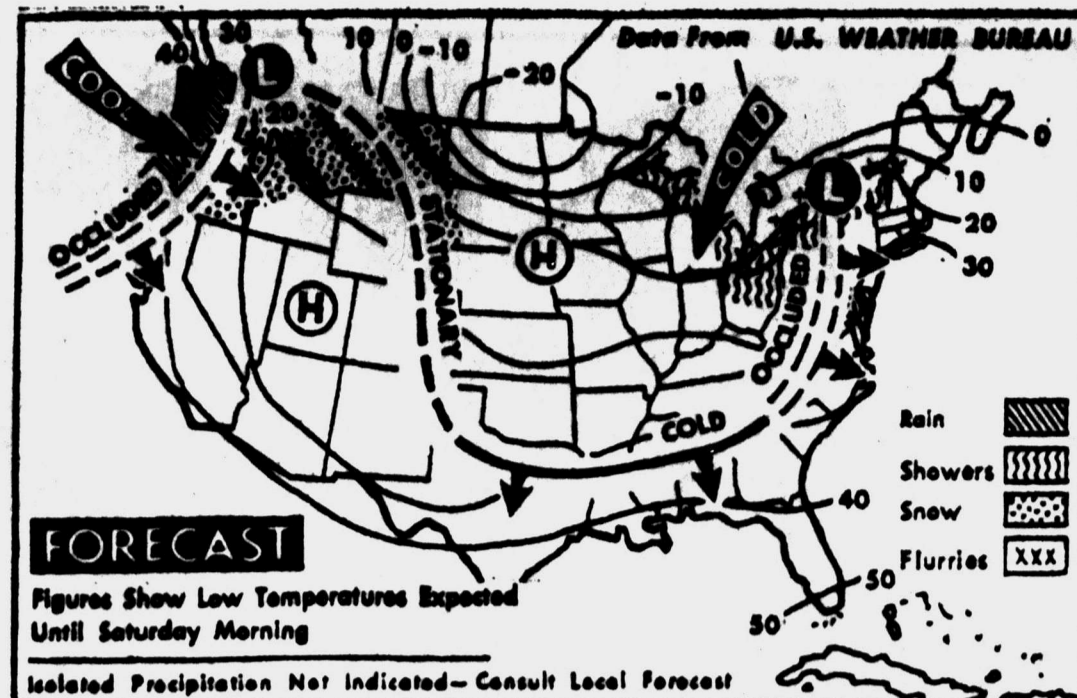 Data From U.S. WEATHER BUREAU
40 30 10 0 -10
-20
-10
COOL
L
20
COLD
0
10
20
30
L
OCCLUDED
STATIONARY
H
H
OCCLUDED
COLD
Rain
Showers
Snow
Flurries XXX
40
50
50
FORECAST
Figures Show Low Temperatures Expected
Until Saturday Morning
Isolated Precipitation Not Indicated—Consult Local Forecast